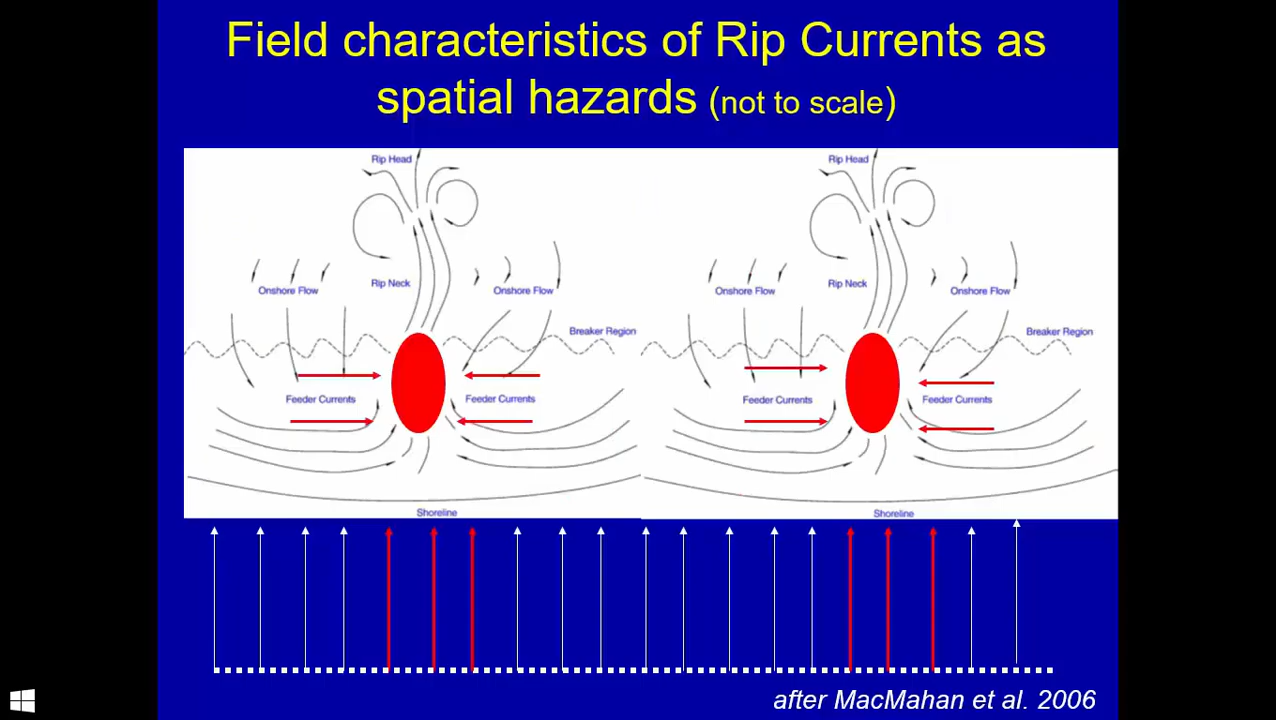 Field characteristics of Rip Currents as
spatial hazards (not to scale)
Rip Head
Rip Head
Onshore Flow
Rip Neck
Onshore Flow
Onshore Flow
Rip Neck
Onshore Flow
Breaker Region
Breaker Region
Feeder Currents
Feeder Currents
Feeder Currents
Feeder Currents
Shoreline
Shoreline
after MacMahan et al. 2006